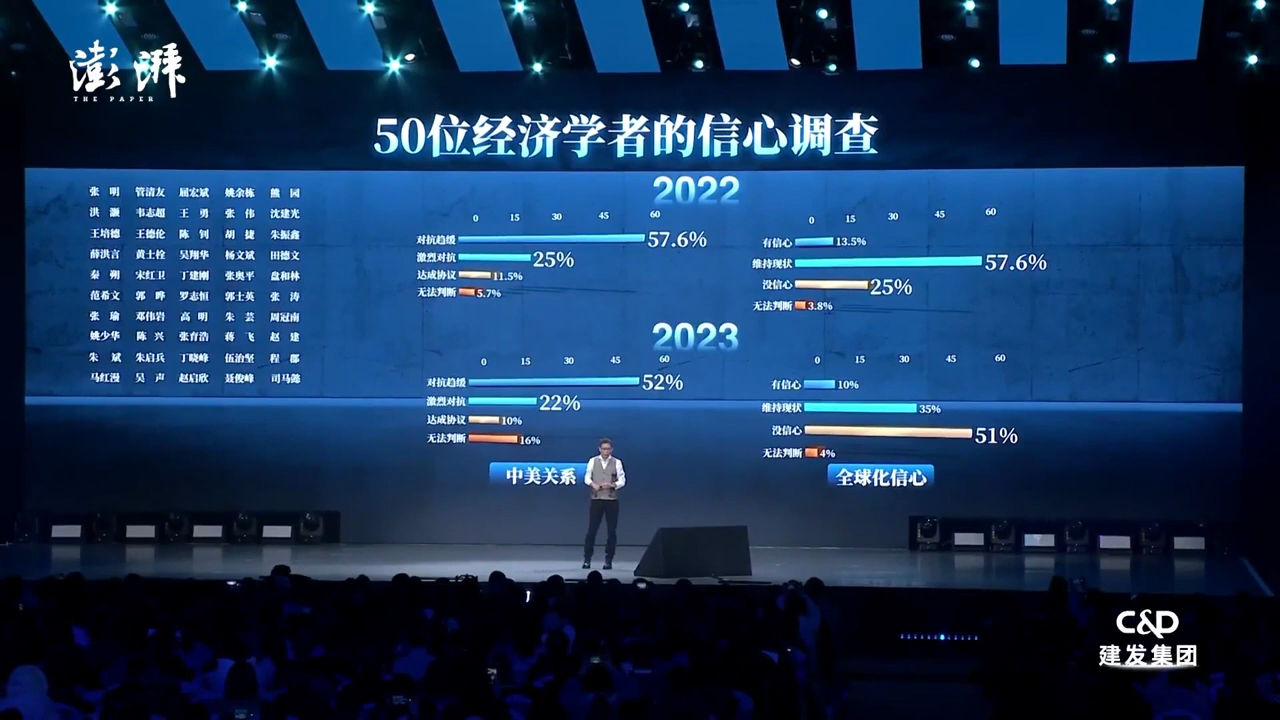 澎湃
THE PAPER
50位经济学者的信心调查
张明 管清友 屈宏斌 姚余栋 熊园
洪灏 韦志超 王勇 张伟 沈建光
王培德 王德伦 陈钊 胡捷 朱振鑫
薛洪言 黄士栓 吴翔华 杨文斌 田德文
秦朔 宋红卫 丁建刚 张奥平 盘和林
范希文 郭晔 罗志恒 郭士英 张涛
张瑜 邓伟岩 高明 朱芸 周冠南
姚少华 陈兴 张育浩 蒋飞 赵建
朱斌 朱启兵 丁晓峰 伍治坚 程郡
马红漫 吴声 赵启欣 聂俊峰 司马懿
2022
0 15 30 45 60
对抗趋缓 57.6%
激烈对抗 25%
达成协议 11.5%
无法判断 5.7%
0 15 30 45 60
有信心 13.5%
维持现状 57.6%
没信心 25%
无法判断 3.8%
2023
0 15 30 45 60
对抗趋缓 52%
激烈对抗 22%
达成协议 10%
无法判断 16%
中美关系
0 15 30 45 60
有信心 10%
维持现状 35%
没信心 51%
无法判断 4%
全球化信心
C&D
建发集团